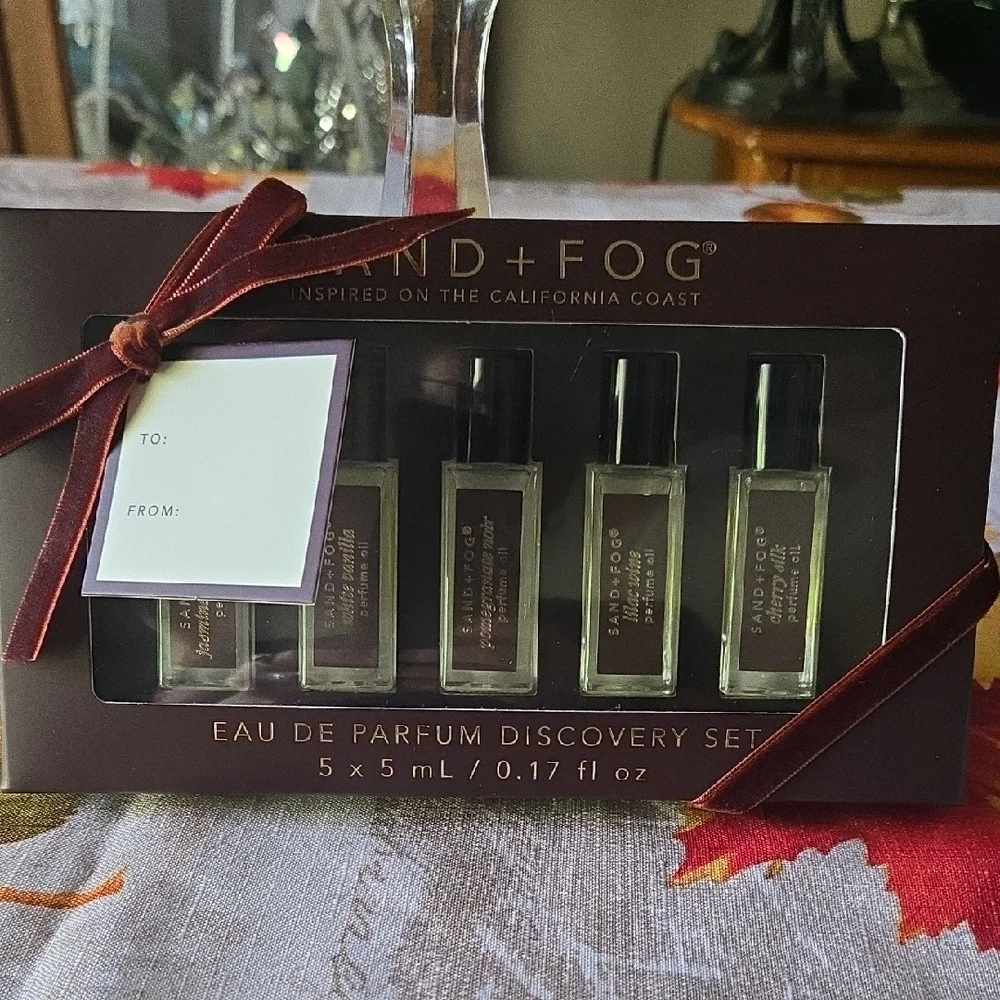 AND+FOG®
INSPIRED ON THE CALIFORNIA COAST
TO:
FROM:
jasmine
SAND+FOG®
white vanilla
perfume oil
SAND+FOG®
pomegranate noir
perfume oil
SAND+FOG®
lilac wine
perfume oil
SAND+FOG®
cherry silk
perfume oil
EAU DE PARFUM DISCOVERY SET
5 x 5 mL / 0.17 fl oz